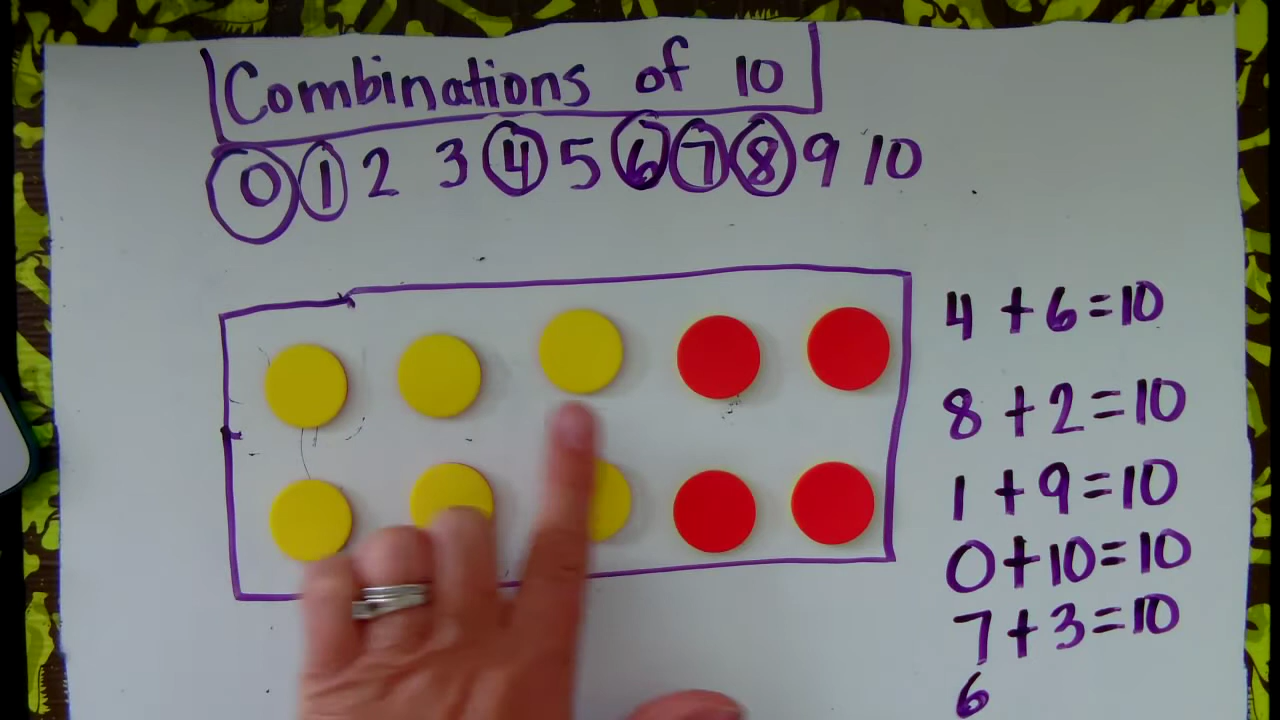 Combinations of 10
0 1 2 3 4 5 6 7 8 9 10
4 + 6 = 10
8 + 2 = 10
1 + 9 = 10
0 + 10 = 10
7 + 3 = 10
6